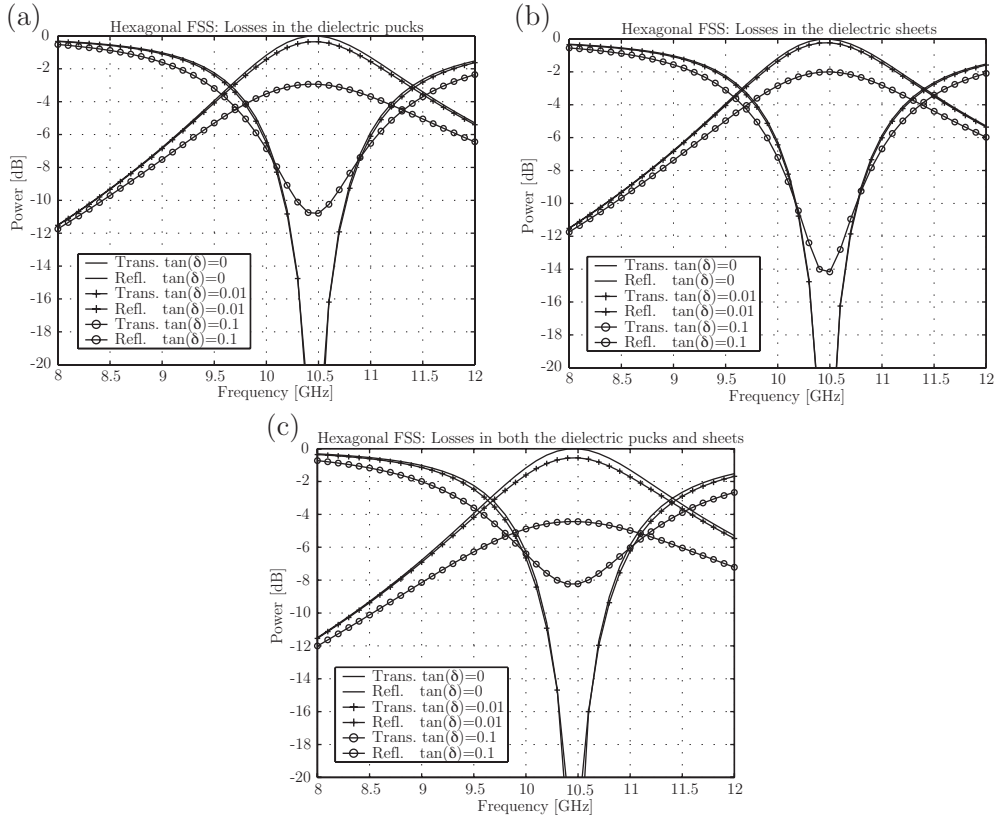 (a)
Hexagonal FSS: Losses in the dielectric pucks
0
-2
-4
-6
-8
-10
-12
-14
-16
-18
-20
Power [dB]
Trans. tan(δ)=0
Refl. tan(δ)=0
Trans. tan(δ)=0.01
Refl. tan(δ)=0.01
Trans. tan(δ)=0.1
Refl. tan(δ)=0.1
8 8.5 9 9.5 10 10.5 11 11.5 12
Frequency [GHz]
(b)
Hexagonal FSS: Losses in the dielectric sheets
0
-2
-4
-6
-8
-10
-12
-14
-16
-18
-20
Power [dB]
Trans. tan(δ)=0
Refl. tan(δ)=0
Trans. tan(δ)=0.01
Refl. tan(δ)=0.01
Trans. tan(δ)=0.1
Refl. tan(δ)=0.1
8 8.5 9 9.5 10 10.5 11 11.5 12
Frequency [GHz]
(c)
Hexagonal FSS: Losses in both the dielectric pucks and sheets
0
-2
-4
-6
-8
-10
-12
-14
-16
-18
-20
Power [dB]
Trans. tan(δ)=0
Refl. tan(δ)=0
Trans. tan(δ)=0.01
Refl. tan(δ)=0.01
Trans. tan(δ)=0.1
Refl. tan(δ)=0.1
8 8.5 9 9.5 10 10.5 11 11.5 12
Frequency [GHz]